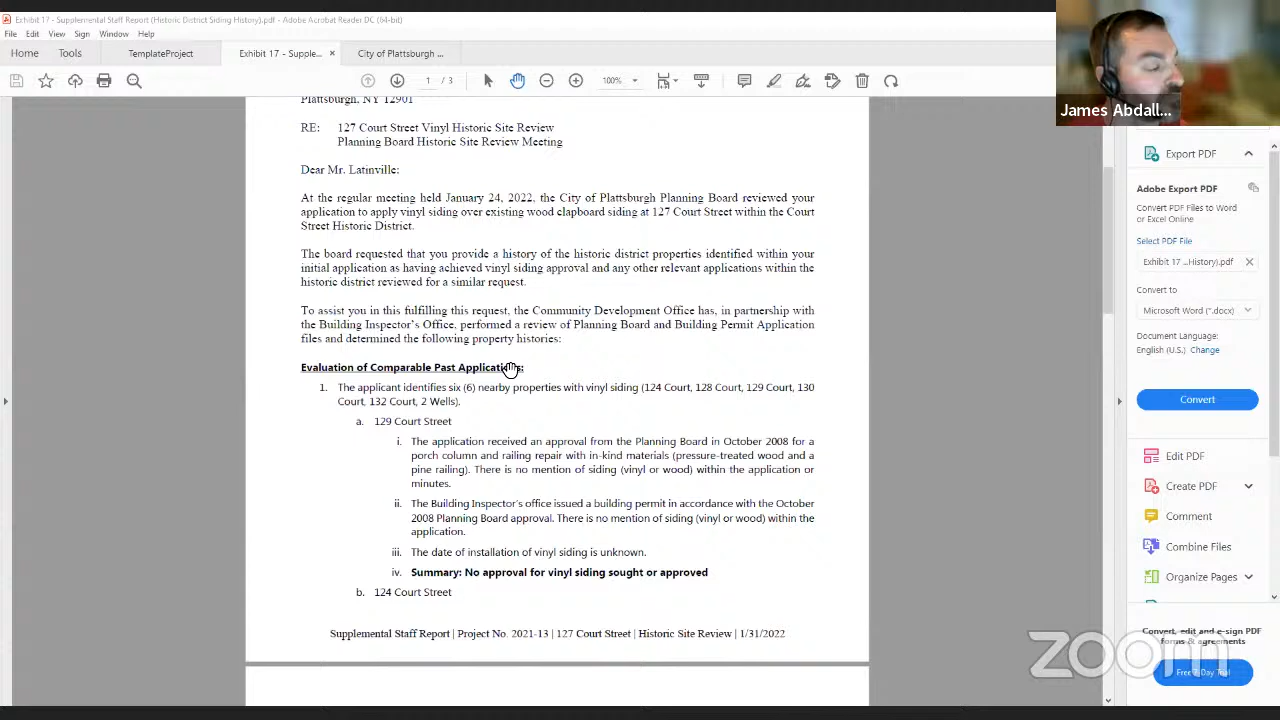 Exhibit 17 - Supplemental Staff Report (Historic District Siding History).pdf - Adobe Acrobat Reader DC (64-bit)
File Edit View Sign Window Help
Home Tools TemplateProject Exhibit 17 - Supple... × City of Plattsburgh ...
1 / 3 100%
James Abdall...
Plattsburgh, NY 12901
RE: 127 Court Street Vinyl Historic Site Review
Planning Board Historic Site Review Meeting
Dear Mr. Latinville:
At the regular meeting held January 24, 2022, the City of Plattsburgh Planning Board reviewed your
application to apply vinyl siding over existing wood clapboard siding at 127 Court Street within the Court
Street Historic District.
The board requested that you provide a history of the historic district properties identified within your
initial application as having achieved vinyl siding approval and any other relevant applications within the
historic district reviewed for a similar request.
To assist you in this fulfilling this request, the Community Development Office has, in partnership with
the Building Inspector's Office, performed a review of Planning Board and Building Permit Application
files and determined the following property histories:
Evaluation of Comparable Past Applications:
1. The applicant identifies six (6) nearby properties with vinyl siding (124 Court, 128 Court, 129 Court, 130
Court, 132 Court, 2 Wells).
a. 129 Court Street
i. The application received an approval from the Planning Board in October 2008 for a
porch column and railing repair with in-kind materials (pressure-treated wood and a
pine railing). There is no mention of siding (vinyl or wood) within the application or
minutes.
ii. The Building Inspector's office issued a building permit in accordance with the October
2008 Planning Board approval. There is no mention of siding (vinyl or wood) within the
application.
iii. The date of installation of vinyl siding is unknown.
iv. Summary: No approval for vinyl siding sought or approved
b. 124 Court Street
Supplemental Staff Report | Project No. 2021-13 | 127 Court Street | Historic Site Review | 1/31/2022
Export PDF
Adobe Export PDF
Convert PDF Files to Word
or Excel Online
Select PDF File
Exhibit 17 ...History).pdf
Convert to
Microsoft Word (*.docx)
Document Language:
English (U.S.) Change
Convert
Edit PDF
Create PDF
Comment
Combine Files
Organize Pages
Convert, edit and e-sign PDF
forms & agreements
Free 7-Day Trial
zoom